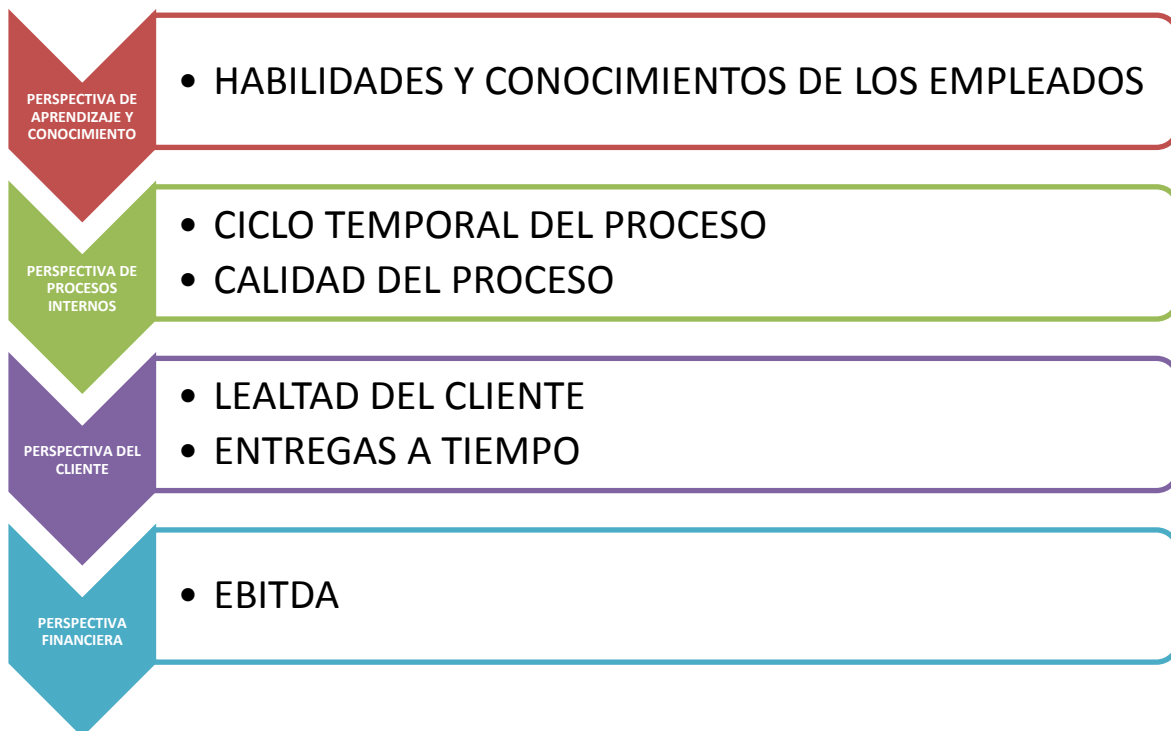 PERSPECTIVA DE
APRENDIZAJE Y
CONOCIMIENTO
• HABILIDADES Y CONOCIMIENTOS DE LOS EMPLEADOS
PERSPECTIVA DE
PROCESOS
INTERNOS
• CICLO TEMPORAL DEL PROCESO
• CALIDAD DEL PROCESO
PERSPECTIVA DEL
CLIENTE
• LEALTAD DEL CLIENTE
• ENTREGAS A TIEMPO
PERSPECTIVA
FINANCIERA
• EBITDA